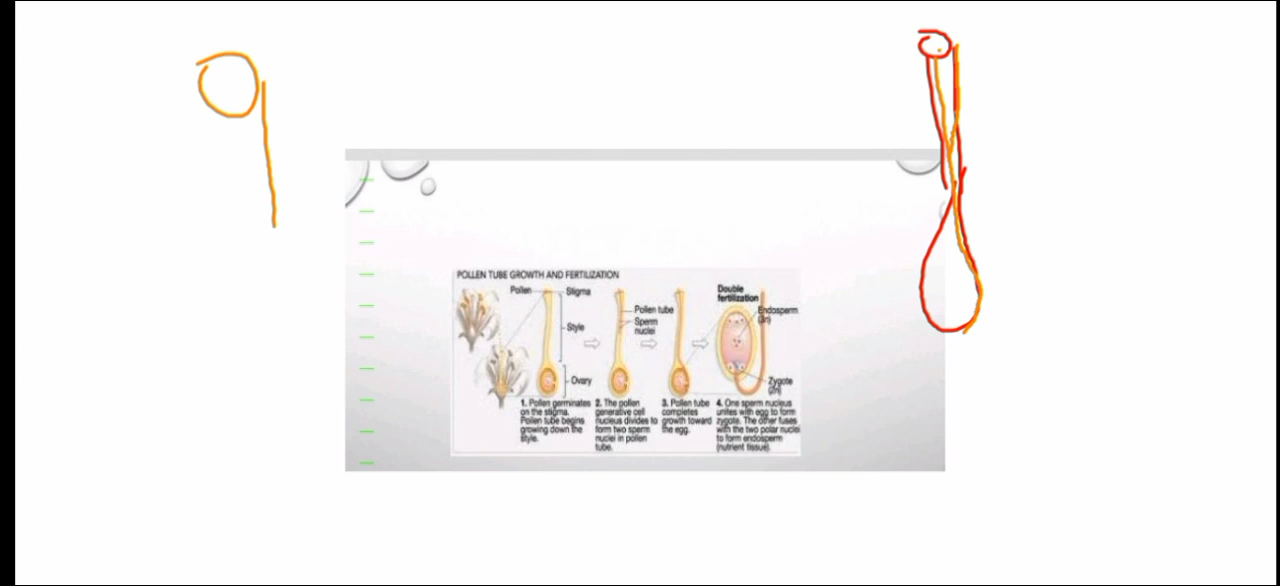 POLLEN TUBE GROWTH AND FERTILIZATION
Pollen
Stigma
Style
Ovary
Pollen tube
Sperm
nuclei
Double
fertilization
Endosperm
(3n)
Zygote
(2n)
1. Pollen germinates
on the stigma.
Pollen tube begins
growing down the
style.
2. The pollen
generative cell
nucleus divides to
form two sperm
nuclei in pollen
tube.
3. Pollen tube
completes
growth toward
the egg.
4. One sperm nucleus
unites with egg to form
zygote. The other fuses
with the two polar nuclei
to form endosperm
(nutrient tissue).